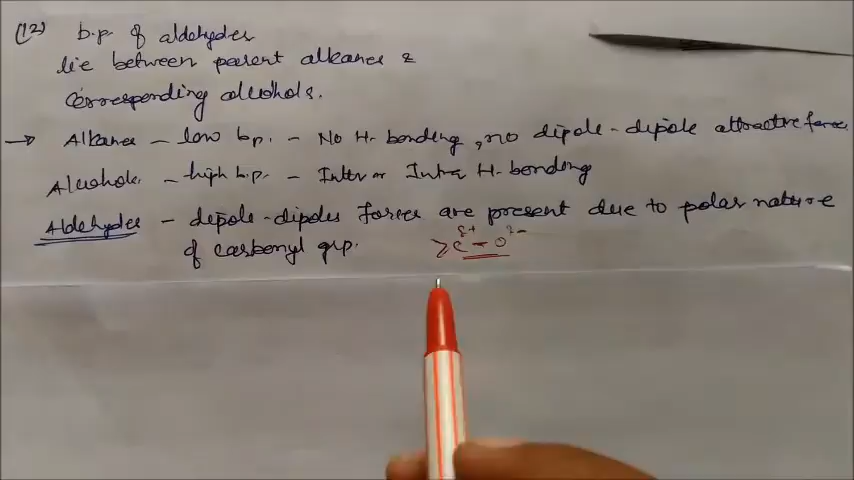 (12) b.p. of aldehydes
lie between parent alkanes &
corresponding alcohols.
→ Alkanes - low b.p. - No H-bonding, no dipole-dipole attractive force
Alcohols - high b.p. - Inter or Intra H-bonding
Aldehydes - dipole-dipoles forces are present due to polar nature
of carbonyl grp. >C^δ+ - O^δ-